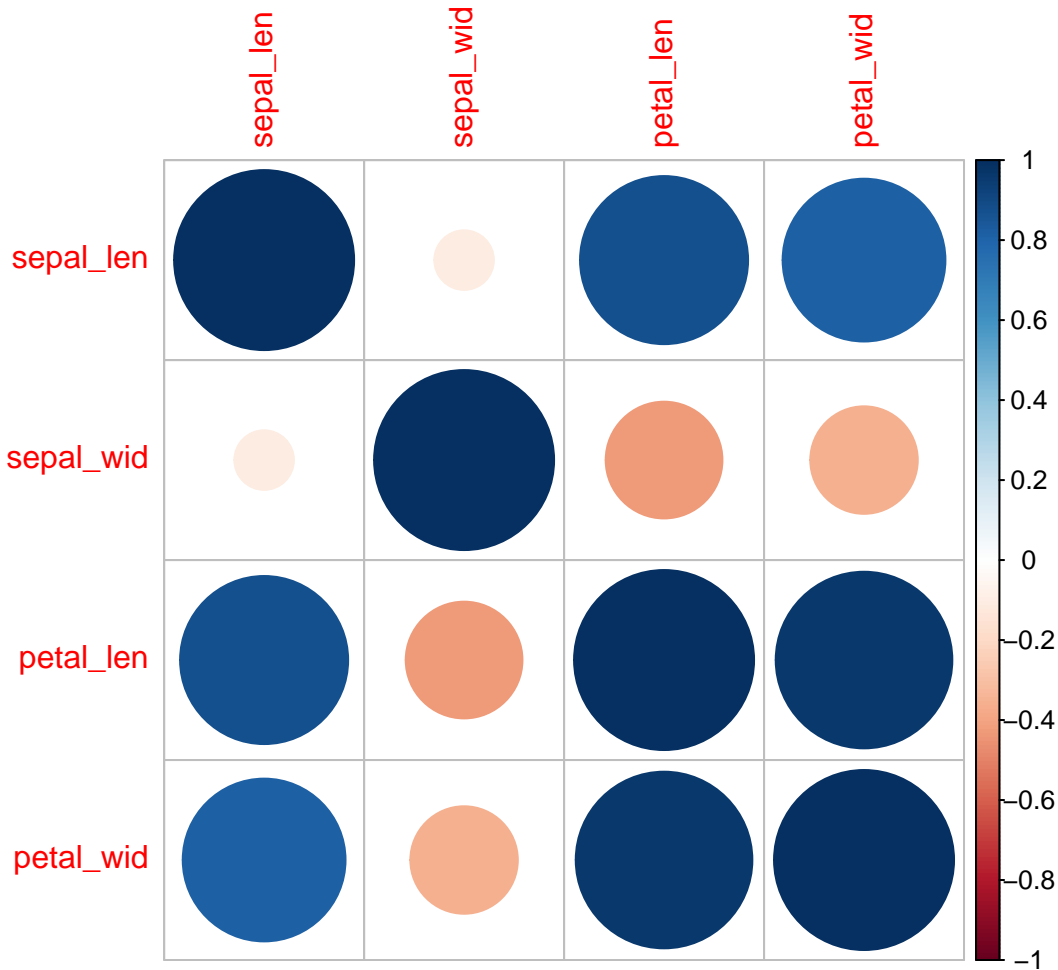 sepal_len
sepal_wid
petal_len
petal_wid
sepal_len
sepal_wid
petal_len
petal_wid
1
0.8
0.6
0.4
0.2
0
−0.2
−0.4
−0.6
−0.8
−1